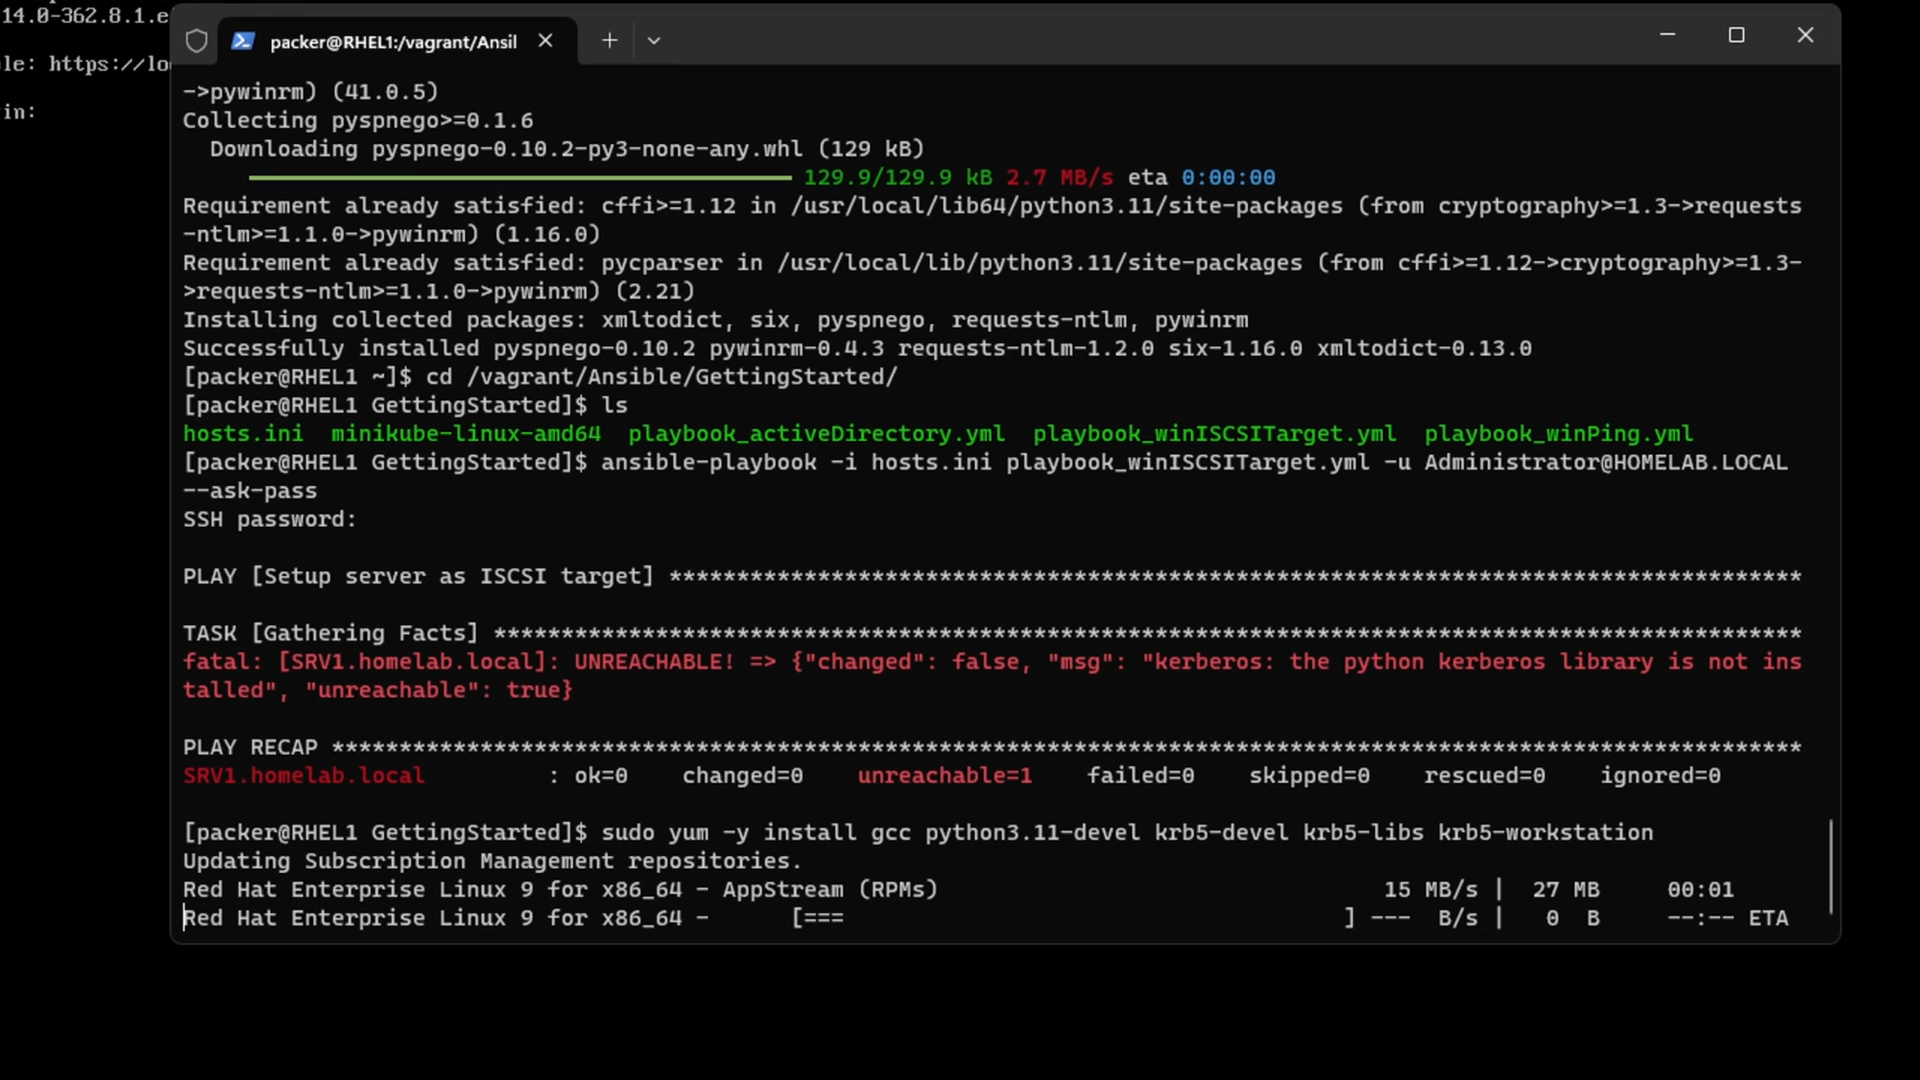 14.0-362.8.1.e
le: https://lo
in:
packer@RHEL1:/vagrant/Ansil
->pywinrm) (41.0.5)
Collecting pyspnego>=0.1.6
Downloading pyspnego-0.10.2-py3-none-any.whl (129 kB)
129.9/129.9 kB 2.7 MB/s eta 0:00:00
Requirement already satisfied: cffi>=1.12 in /usr/local/lib64/python3.11/site-packages (from cryptography>=1.3->requests
-ntlm>=1.1.0->pywinrm) (1.16.0)
Requirement already satisfied: pycparser in /usr/local/lib/python3.11/site-packages (from cffi>=1.12->cryptography>=1.3-
>requests-ntlm>=1.1.0->pywinrm) (2.21)
Installing collected packages: xmltodict, six, pyspnego, requests-ntlm, pywinrm
Successfully installed pyspnego-0.10.2 pywinrm-0.4.3 requests-ntlm-1.2.0 six-1.16.0 xmltodict-0.13.0
[packer@RHEL1 ~]$ cd /vagrant/Ansible/GettingStarted/
[packer@RHEL1 GettingStarted]$ ls
hosts.ini minikube-linux-amd64 playbook_activeDirectory.yml playbook_winISCSITarget.yml playbook_winPing.yml
[packer@RHEL1 GettingStarted]$ ansible-playbook -i hosts.ini playbook_winISCSITarget.yml -u Administrator@HOMELAB.LOCAL
--ask-pass
SSH password:
PLAY [Setup server as ISCSI target] ************************************************************************************
TASK [Gathering Facts] *************************************************************************************************
fatal: [SRV1.homelab.local]: UNREACHABLE! => {"changed": false, "msg": "kerberos: the python kerberos library is not ins
talled", "unreachable": true}
PLAY RECAP *************************************************************************************************************
SRV1.homelab.local : ok=0 changed=0 unreachable=1 failed=0 skipped=0 rescued=0 ignored=0
[packer@RHEL1 GettingStarted]$ sudo yum -y install gcc python3.11-devel krb5-devel krb5-libs krb5-workstation
Updating Subscription Management repositories.
Red Hat Enterprise Linux 9 for x86_64 - AppStream (RPMs) 15 MB/s | 27 MB 00:01
Red Hat Enterprise Linux 9 for x86_64 - [=== ] --- B/s | 0 B --:-- ETA